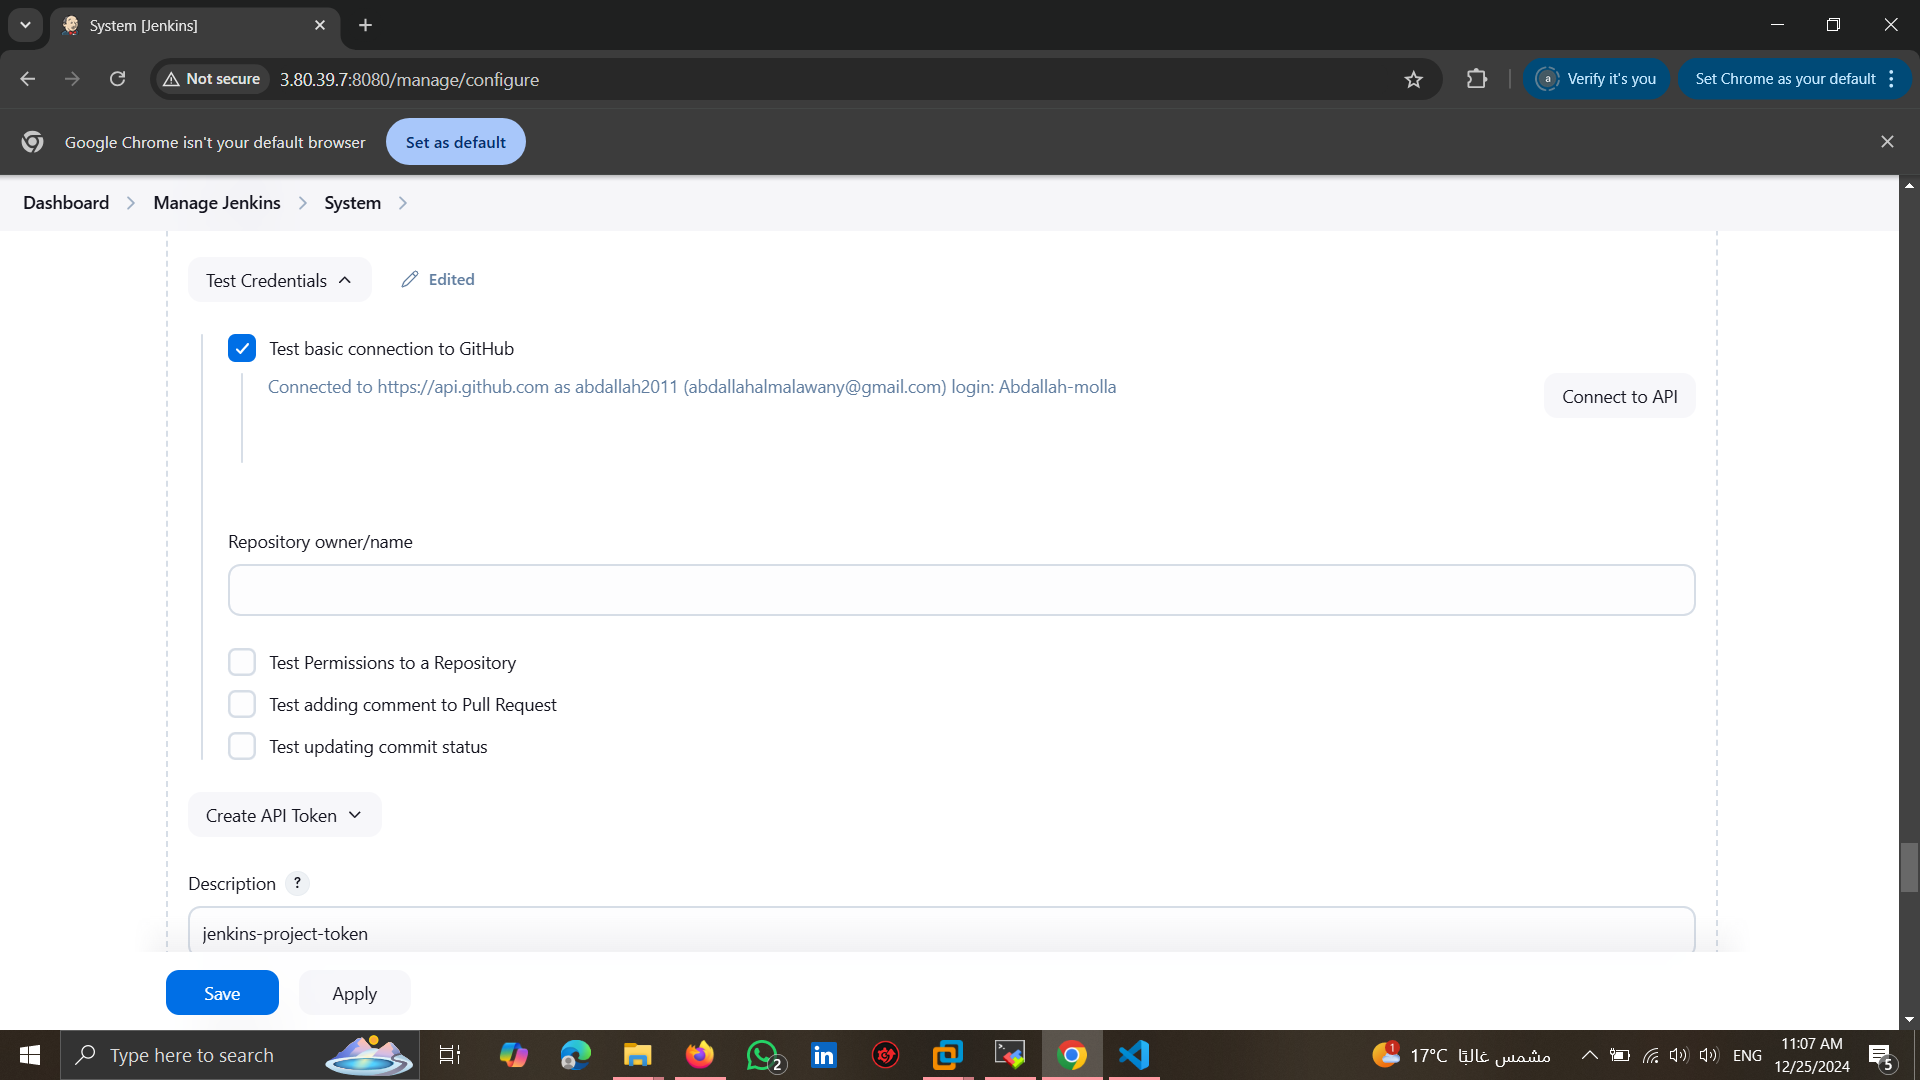 System [Jenkins]
Not secure
3.80.39.7:8080/manage/configure
Verify it's you
Set Chrome as your default
Google Chrome isn't your default browser
Set as default
Dashboard
Manage Jenkins
System
Test Credentials
Edited
Test basic connection to GitHub
Connected to https://api.github.com as abdallah2011 (abdallahalmalawany@gmail.com) login: Abdallah-molla
Connect to API
Repository owner/name
Test Permissions to a Repository
Test adding comment to Pull Request
Test updating commit status
Create API Token
Description ?
jenkins-project-token
Save
Apply
Type here to search
2
1
17°C مشمس غالبًا
ENG
11:07 AM
12/25/2024
5